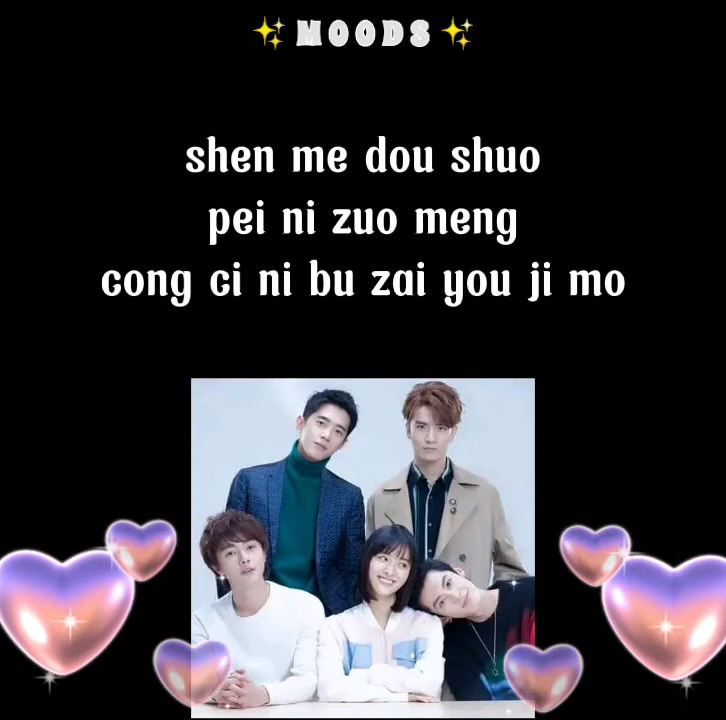 ✨ MOODS ✨
shen me dou shuo
pei ni zuo meng
cong ci ni bu zai you ji mo